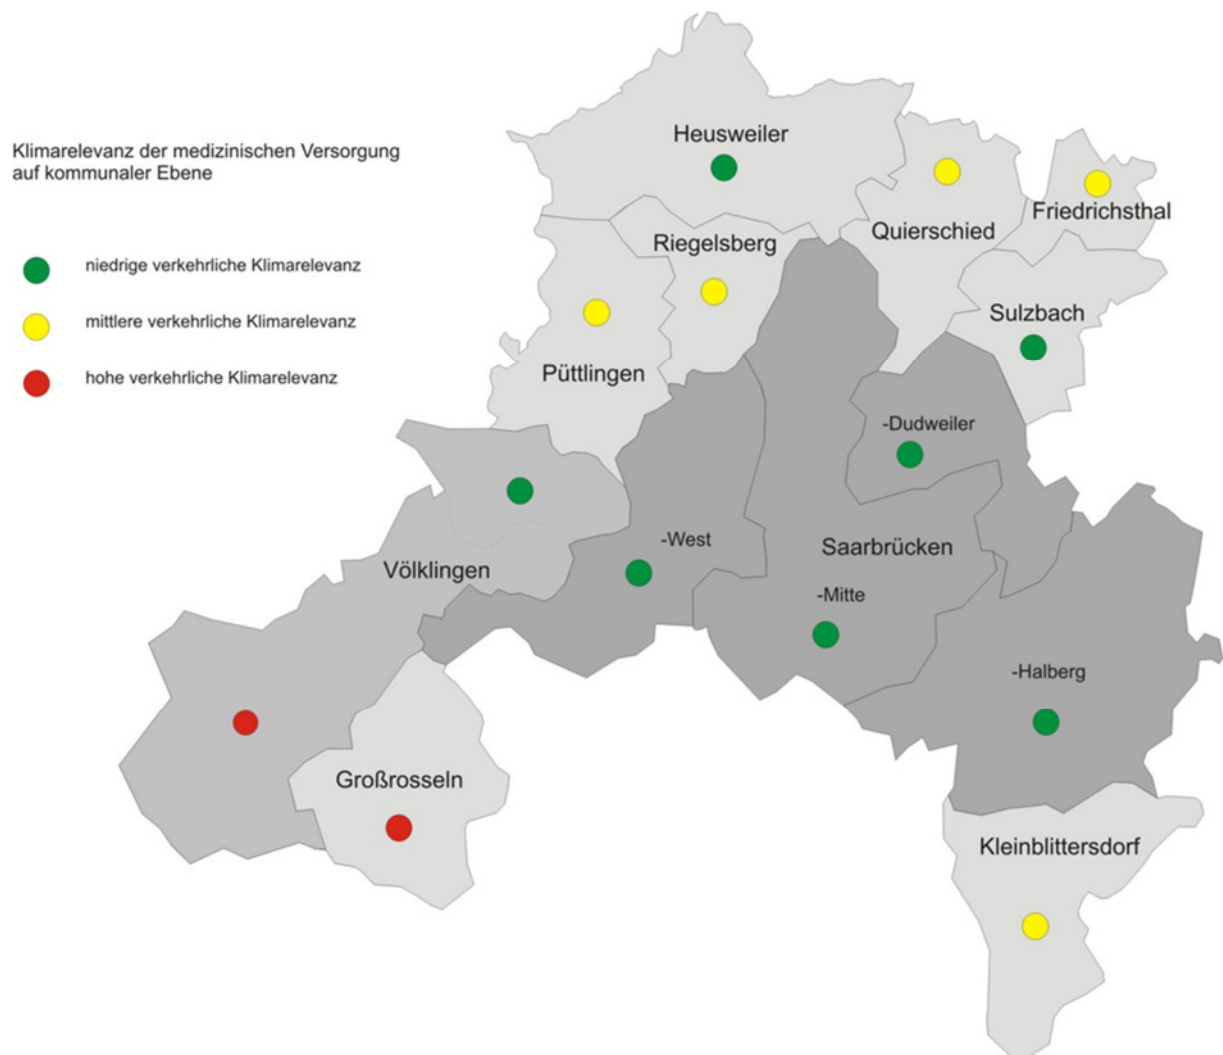 Klimarelevanz der medizinischen Versorgung
auf kommunaler Ebene
niedrige verkehrliche Klimarelevanz
mittlere verkehrliche Klimarelevanz
hohe verkehrliche Klimarelevanz
Heusweiler
Friedrichsthal
Quierschied
Riegelsberg
Sulzbach
Püttlingen
-Dudweiler
-West
Saarbrücken
Völklingen
-Mitte
-Halberg
Großrosseln
Kleinblittersdorf